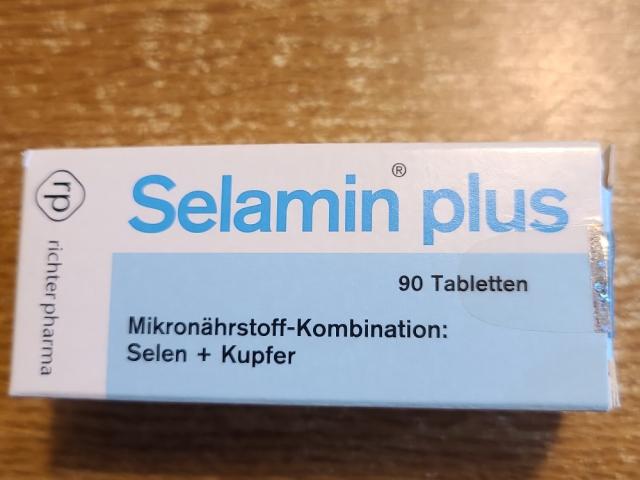 rp
richter pharma
Selamin® plus
90 Tabletten
Mikronährstoff-Kombination:
Selen + Kupfer